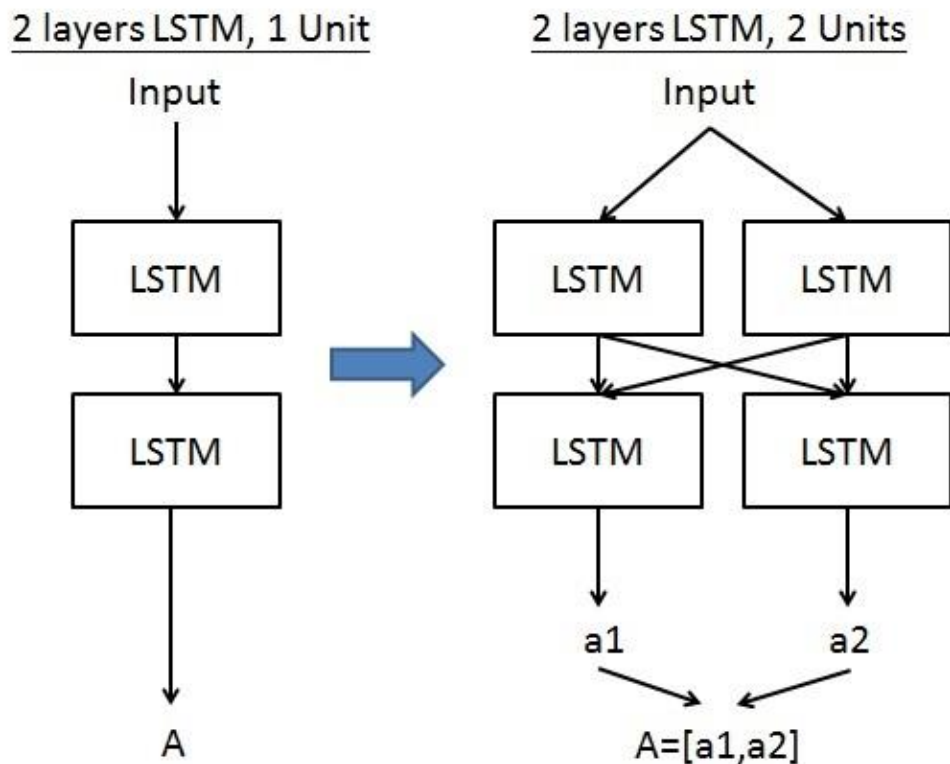 2 layers LSTM, 1 Unit
Input
LSTM
LSTM
A
2 layers LSTM, 2 Units
Input
LSTM
LSTM
LSTM
LSTM
a1
a2
A=[a1,a2]